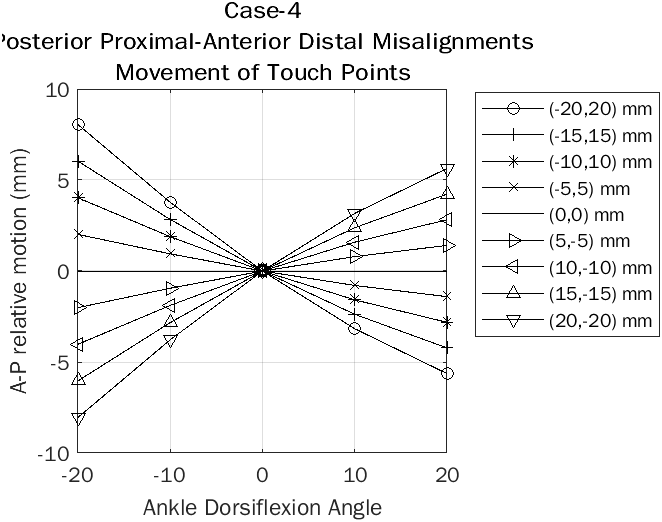 Case-4
Posterior Proximal-Anterior Distal Misalignments
Movement of Touch Points
A-P relative motion (mm)
10
5
0
-5
-10
-20
-10
0
10
20
Ankle Dorsiflexion Angle
(-20,20) mm
(-15,15) mm
(-10,10) mm
(-5,5) mm
(0,0) mm
(5,-5) mm
(10,-10) mm
(15,-15) mm
(20,-20) mm